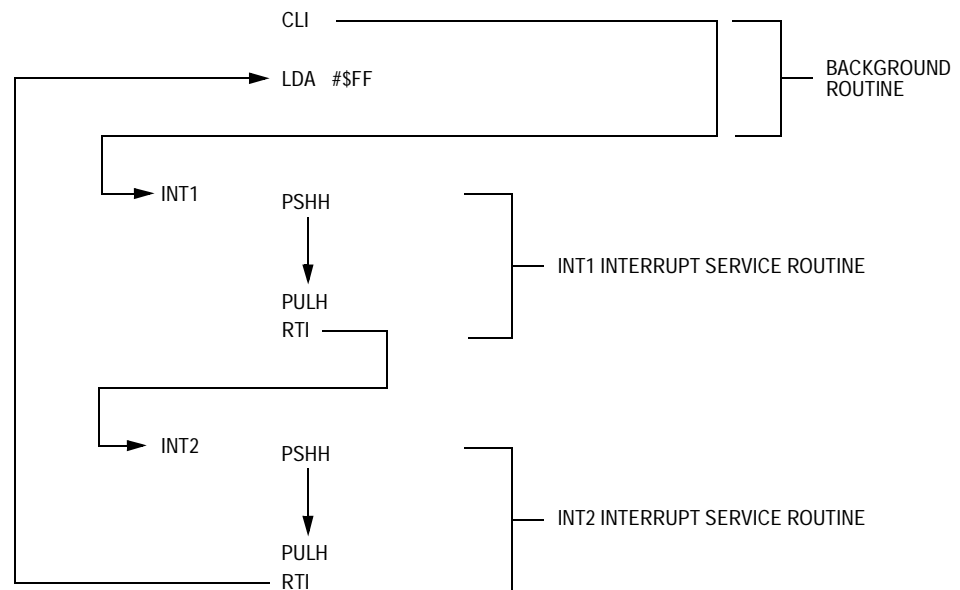 CLI
LDA #$FF
BACKGROUND
ROUTINE
INT1
PSHH
INT1 INTERRUPT SERVICE ROUTINE
PULH
RTI
INT2
PSHH
INT2 INTERRUPT SERVICE ROUTINE
PULH
RTI